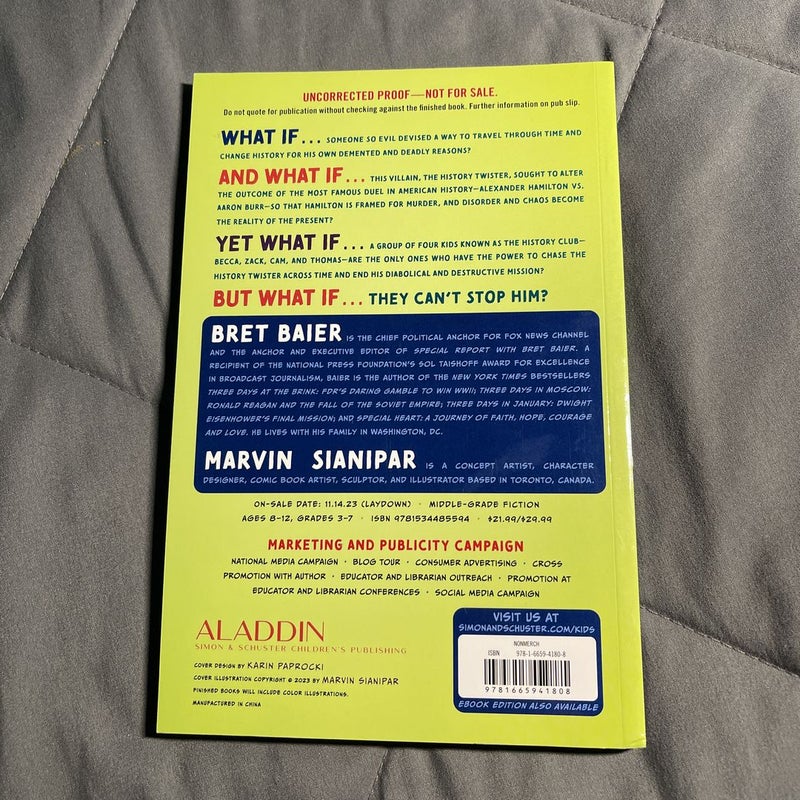 UNCORRECTED PROOF—NOT FOR SALE.
Do not quote for publication without checking against the finished book. Further information on pub slip.
WHAT IF... SOMEONE SO EVIL DEVISED A WAY TO TRAVEL THROUGH TIME AND
CHANGE HISTORY FOR HIS OWN DEMENTED AND DEADLY REASONS?
AND WHAT IF... THIS VILLAIN, THE HISTORY TWISTER, SOUGHT TO ALTER
THE OUTCOME OF THE MOST FAMOUS DUEL IN AMERICAN HISTORY—ALEXANDER HAMILTON VS.
AARON BURR—SO THAT HAMILTON IS FRAMED FOR MURDER, AND DISORDER AND CHAOS BECOME
THE REALITY OF THE PRESENT?
YET WHAT IF... A GROUP OF FOUR KIDS KNOWN AS THE HISTORY CLUB—
BECCA, ZACK, CAM, AND THOMAS—ARE THE ONLY ONES WHO HAVE THE POWER TO CHASE THE
HISTORY TWISTER ACROSS TIME AND END HIS DIABOLICAL AND DESTRUCTIVE MISSION?
BUT WHAT IF... THEY CAN'T STOP HIM?
BRET BAIER IS THE CHIEF POLITICAL ANCHOR FOR FOX NEWS CHANNEL
AND THE ANCHOR AND EXECUTIVE EDITOR OF SPECIAL REPORT WITH BRET BAIER. A
RECIPIENT OF THE NATIONAL PRESS FOUNDATION'S SOL TAISHOFF AWARD FOR EXCELLENCE
IN BROADCAST JOURNALISM, BAIER IS THE AUTHOR OF THE NEW YORK TIMES BESTSELLERS
THREE DAYS AT THE BRINK: FDR'S DARING GAMBLE TO WIN WWII; THREE DAYS IN MOSCOW:
RONALD REAGAN AND THE FALL OF THE SOVIET EMPIRE; THREE DAYS IN JANUARY: DWIGHT
EISENHOWER'S FINAL MISSION; AND SPECIAL HEART: A JOURNEY OF FAITH, HOPE, COURAGE
AND LOVE. HE LIVES WITH HIS FAMILY IN WASHINGTON, DC.
MARVIN SIANIPAR IS A CONCEPT ARTIST, CHARACTER
DESIGNER, COMIC BOOK ARTIST, SCULPTOR, AND ILLUSTRATOR BASED IN TORONTO, CANADA.
ON-SALE DATE: 11.14.23 (LAYDOWN) · MIDDLE-GRADE FICTION
AGES 8–12, GRADES 3–7 · ISBN 9781534485594 · $21.99/$29.99
MARKETING AND PUBLICITY CAMPAIGN
NATIONAL MEDIA CAMPAIGN · BLOG TOUR · CONSUMER ADVERTISING · CROSS
PROMOTION WITH AUTHOR · EDUCATOR AND LIBRARIAN OUTREACH · PROMOTION AT
EDUCATOR AND LIBRARIAN CONFERENCES · SOCIAL MEDIA CAMPAIGN
ALADDIN
SIMON & SCHUSTER CHILDREN'S PUBLISHING
COVER DESIGN BY KARIN PAPROCKI
COVER ILLUSTRATION COPYRIGHT © 2023 BY MARVIN SIANIPAR
FINISHED BOOKS WILL INCLUDE COLOR ILLUSTRATIONS.
MANUFACTURED IN CHINA
VISIT US AT
SIMONANDSCHUSTER.COM/KIDS
NONMERCH
ISBN 978-1-6659-4180-8
9781665941808
EBOOK EDITION ALSO AVAILABLE